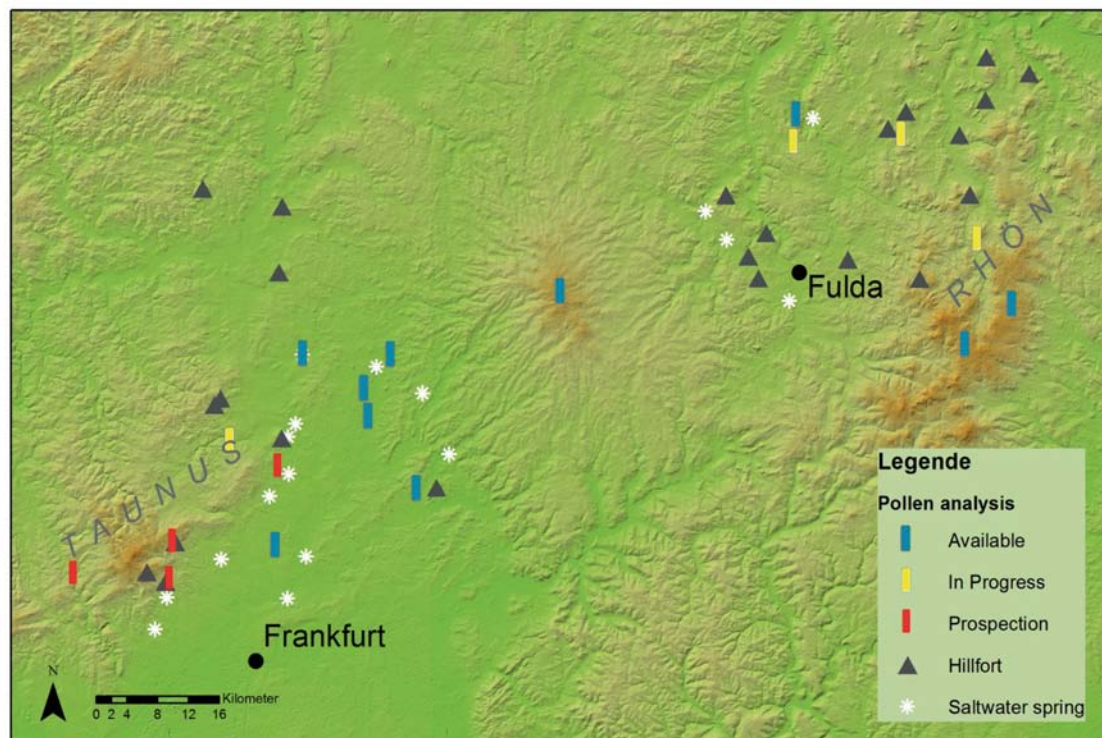 Fulda
RHÖN
TAUNUS
Frankfurt
N
Kilometer
0 2 4 8 12 16
Legende
Pollen analysis
Available
In Progress
Prospection
Hillfort
Saltwater spring